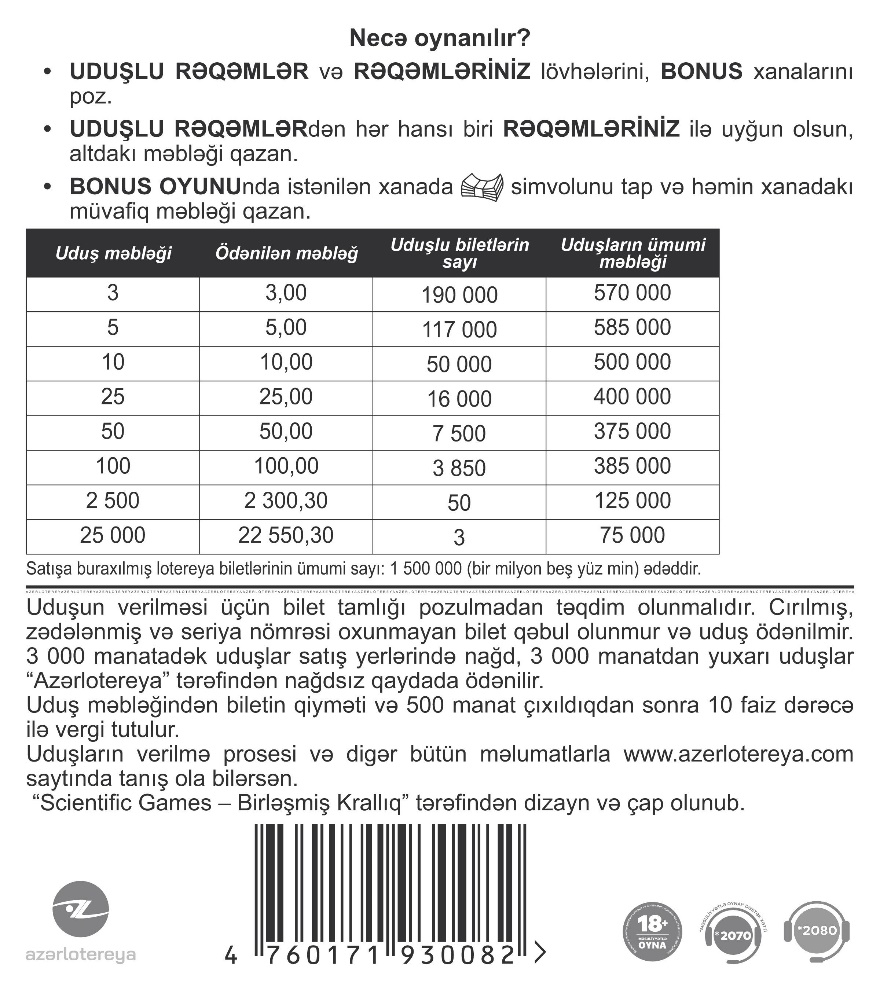 Necə oynanılır?
• UDUŞLU RƏQƏMLƏR və RƏQƏMLƏRİNİZ lövhələrini, BONUS xanalarını
poz.
• UDUŞLU RƏQƏMLƏRdən hər hansı biri RƏQƏMLƏRİNİZ ilə uyğun olsun,
altdakı məbləği qazan.
• BONUS OYUNUnda istənilən xanada simvolunu tap və həmin xanadakı
müvafiq məbləği qazan.
Uduş məbləği Ödənilən məbləğ Uduşlu biletlərin sayı Uduşların ümumi məbləği
3 3,00 190 000 570 000
5 5,00 117 000 585 000
10 10,00 50 000 500 000
25 25,00 16 000 400 000
50 50,00 7 500 375 000
100 100,00 3 850 385 000
2 500 2 300,30 50 125 000
25 000 22 550,30 3 75 000
Satışa buraxılmış lotereya biletlərinin ümumi sayı: 1 500 000 (bir milyon beş yüz min) ədəddir.
Uduşun verilməsi üçün bilet tamlığı pozulmadan təqdim olunmalıdır. Cırılmış,
zədələnmiş və seriya nömrəsi oxunmayan bilet qəbul olunmur və uduş ödənilmir.
3 000 manatadək uduşlar satış yerlərində nağd, 3 000 manatdan yuxarı uduşlar
“Azərlotereya” tərəfindən nağdsız qaydada ödənilir.
Uduş məbləğindən biletin qiyməti və 500 manat çıxıldıqdan sonra 10 faiz dərəcə
ilə vergi tutulur.
Uduşların verilmə prosesi və digər bütün məlumatlarla www.azerlotereya.com
saytında tanış ola bilərsən.
“Scientific Games – Birləşmiş Krallıq” tərəfindən dizayn və çap olunub.
azərlotereya
4 760171 930082 >
18+
OYNA
*2070
*2080